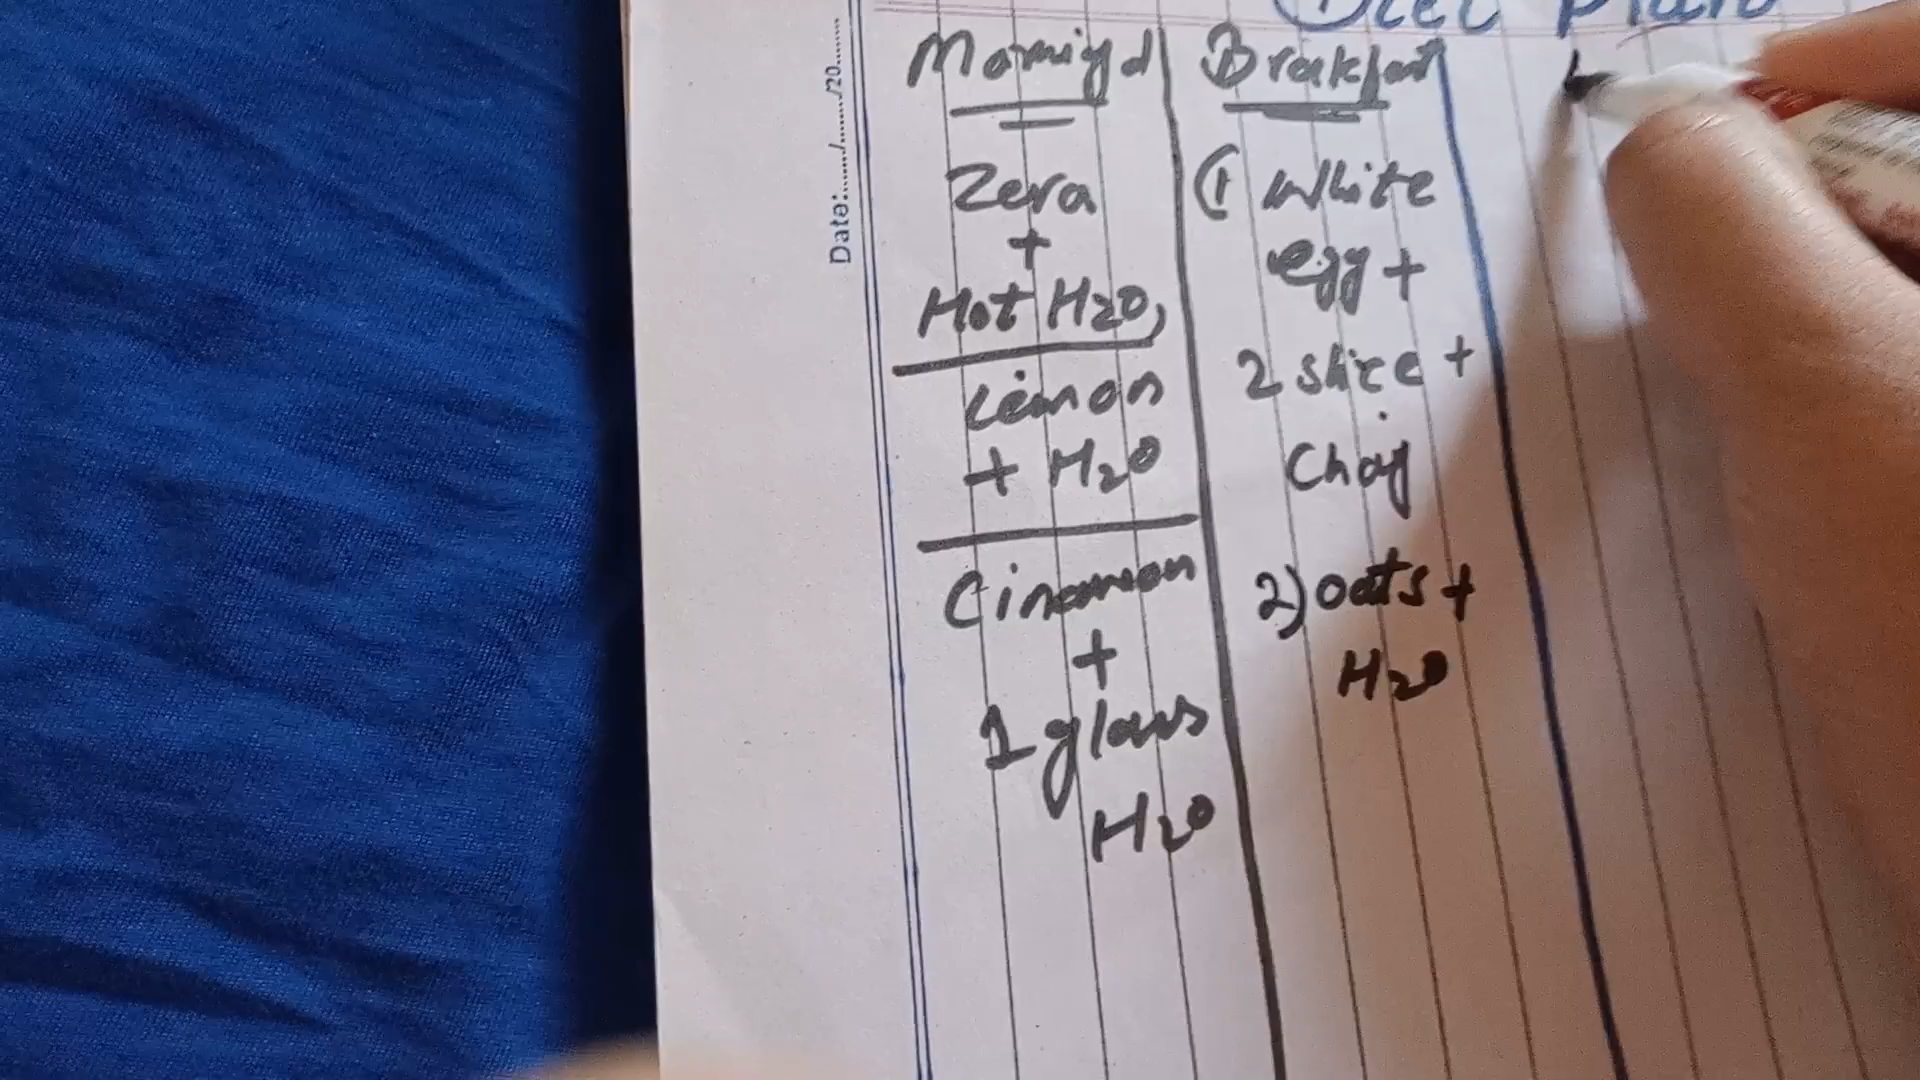 Diet Plan
Date:....../......../20........
Morning d
Zera
+
Hot H2O,
Lemon
+ H2O
Cinamon
+
1 glass
H2O
Breakfast
(1 White
egg +
2 slice +
Chay
2) oats +
H2O